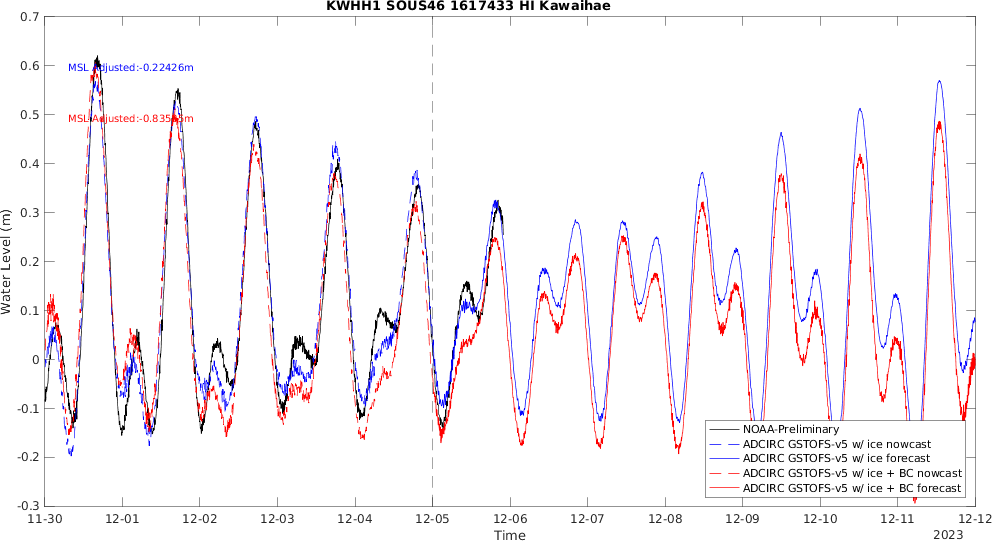 KWHH1 SOUS46 1617433 HI Kawaihae
0.7
0.6
0.5
0.4
0.3
0.2
0.1
0
-0.1
-0.2
-0.3
Water Level (m)
MSL Adjusted:-0.22426m
MSL Adjusted:
NOAA-Preliminary
ADCIRC GSTOFS-v5 w/ ice nowcast
ADCIRC GSTOFS-v5 w/ ice forecast
ADCIRC GSTOFS-v5 w/ ice + BC nowcast
ADCIRC GSTOFS-v5 w/ ice + BC forecast
11-30 12-01 12-02 12-03 12-04 12-05 12-06 12-07 12-08 12-09 12-10 12-11 12-12
Time
2023